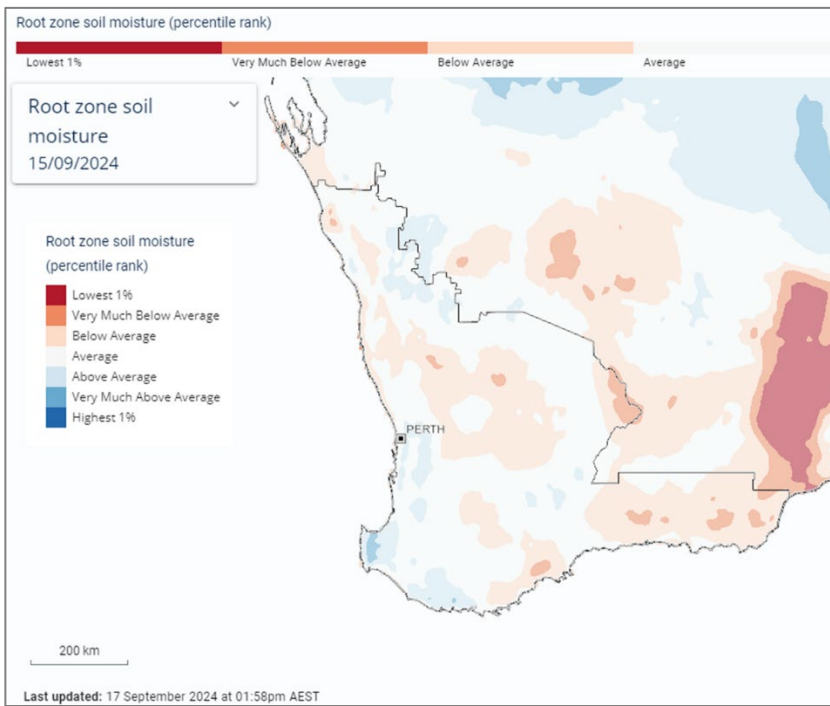 Root zone soil moisture (percentile rank)
Lowest 1% Very Much Below Average Below Average Average
Root zone soil
moisture
15/09/2024
Root zone soil moisture
(percentile rank)
Lowest 1%
Very Much Below Average
Below Average
Average
Above Average
Very Much Above Average
Highest 1%
PERTH
200 km
Last updated: 17 September 2024 at 01:58pm AEST